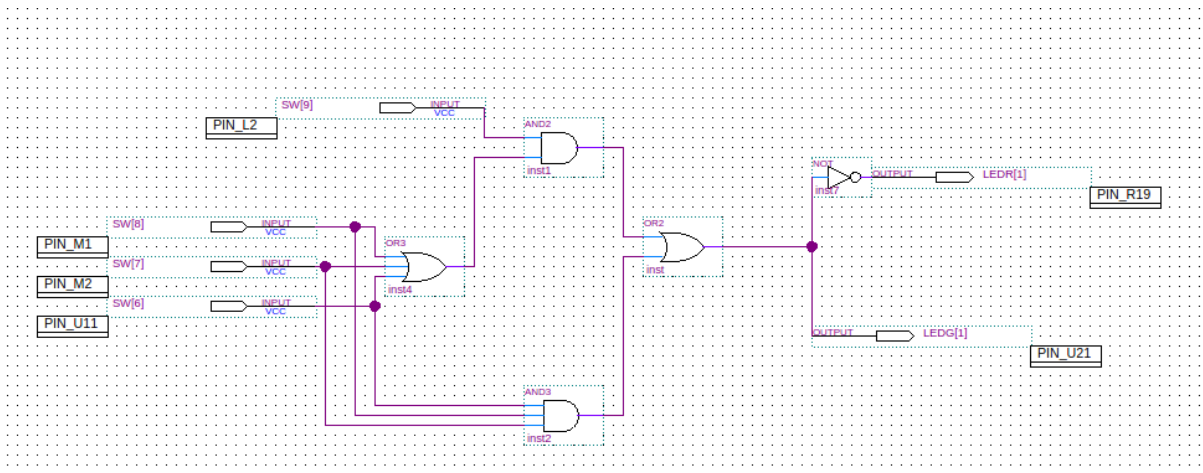 SW[9] INPUT
VCC
PIN_L2
AND2
inst1
NOT
inst7
OUTPUT LEDR[1]
PIN_R19
SW[8] INPUT
VCC
PIN_M1
OR3
inst4
OR2
inst
SW[7] INPUT
VCC
PIN_M2
SW[6] INPUT
VCC
PIN_U11
OUTPUT LEDG[1]
PIN_U21
AND3
inst2